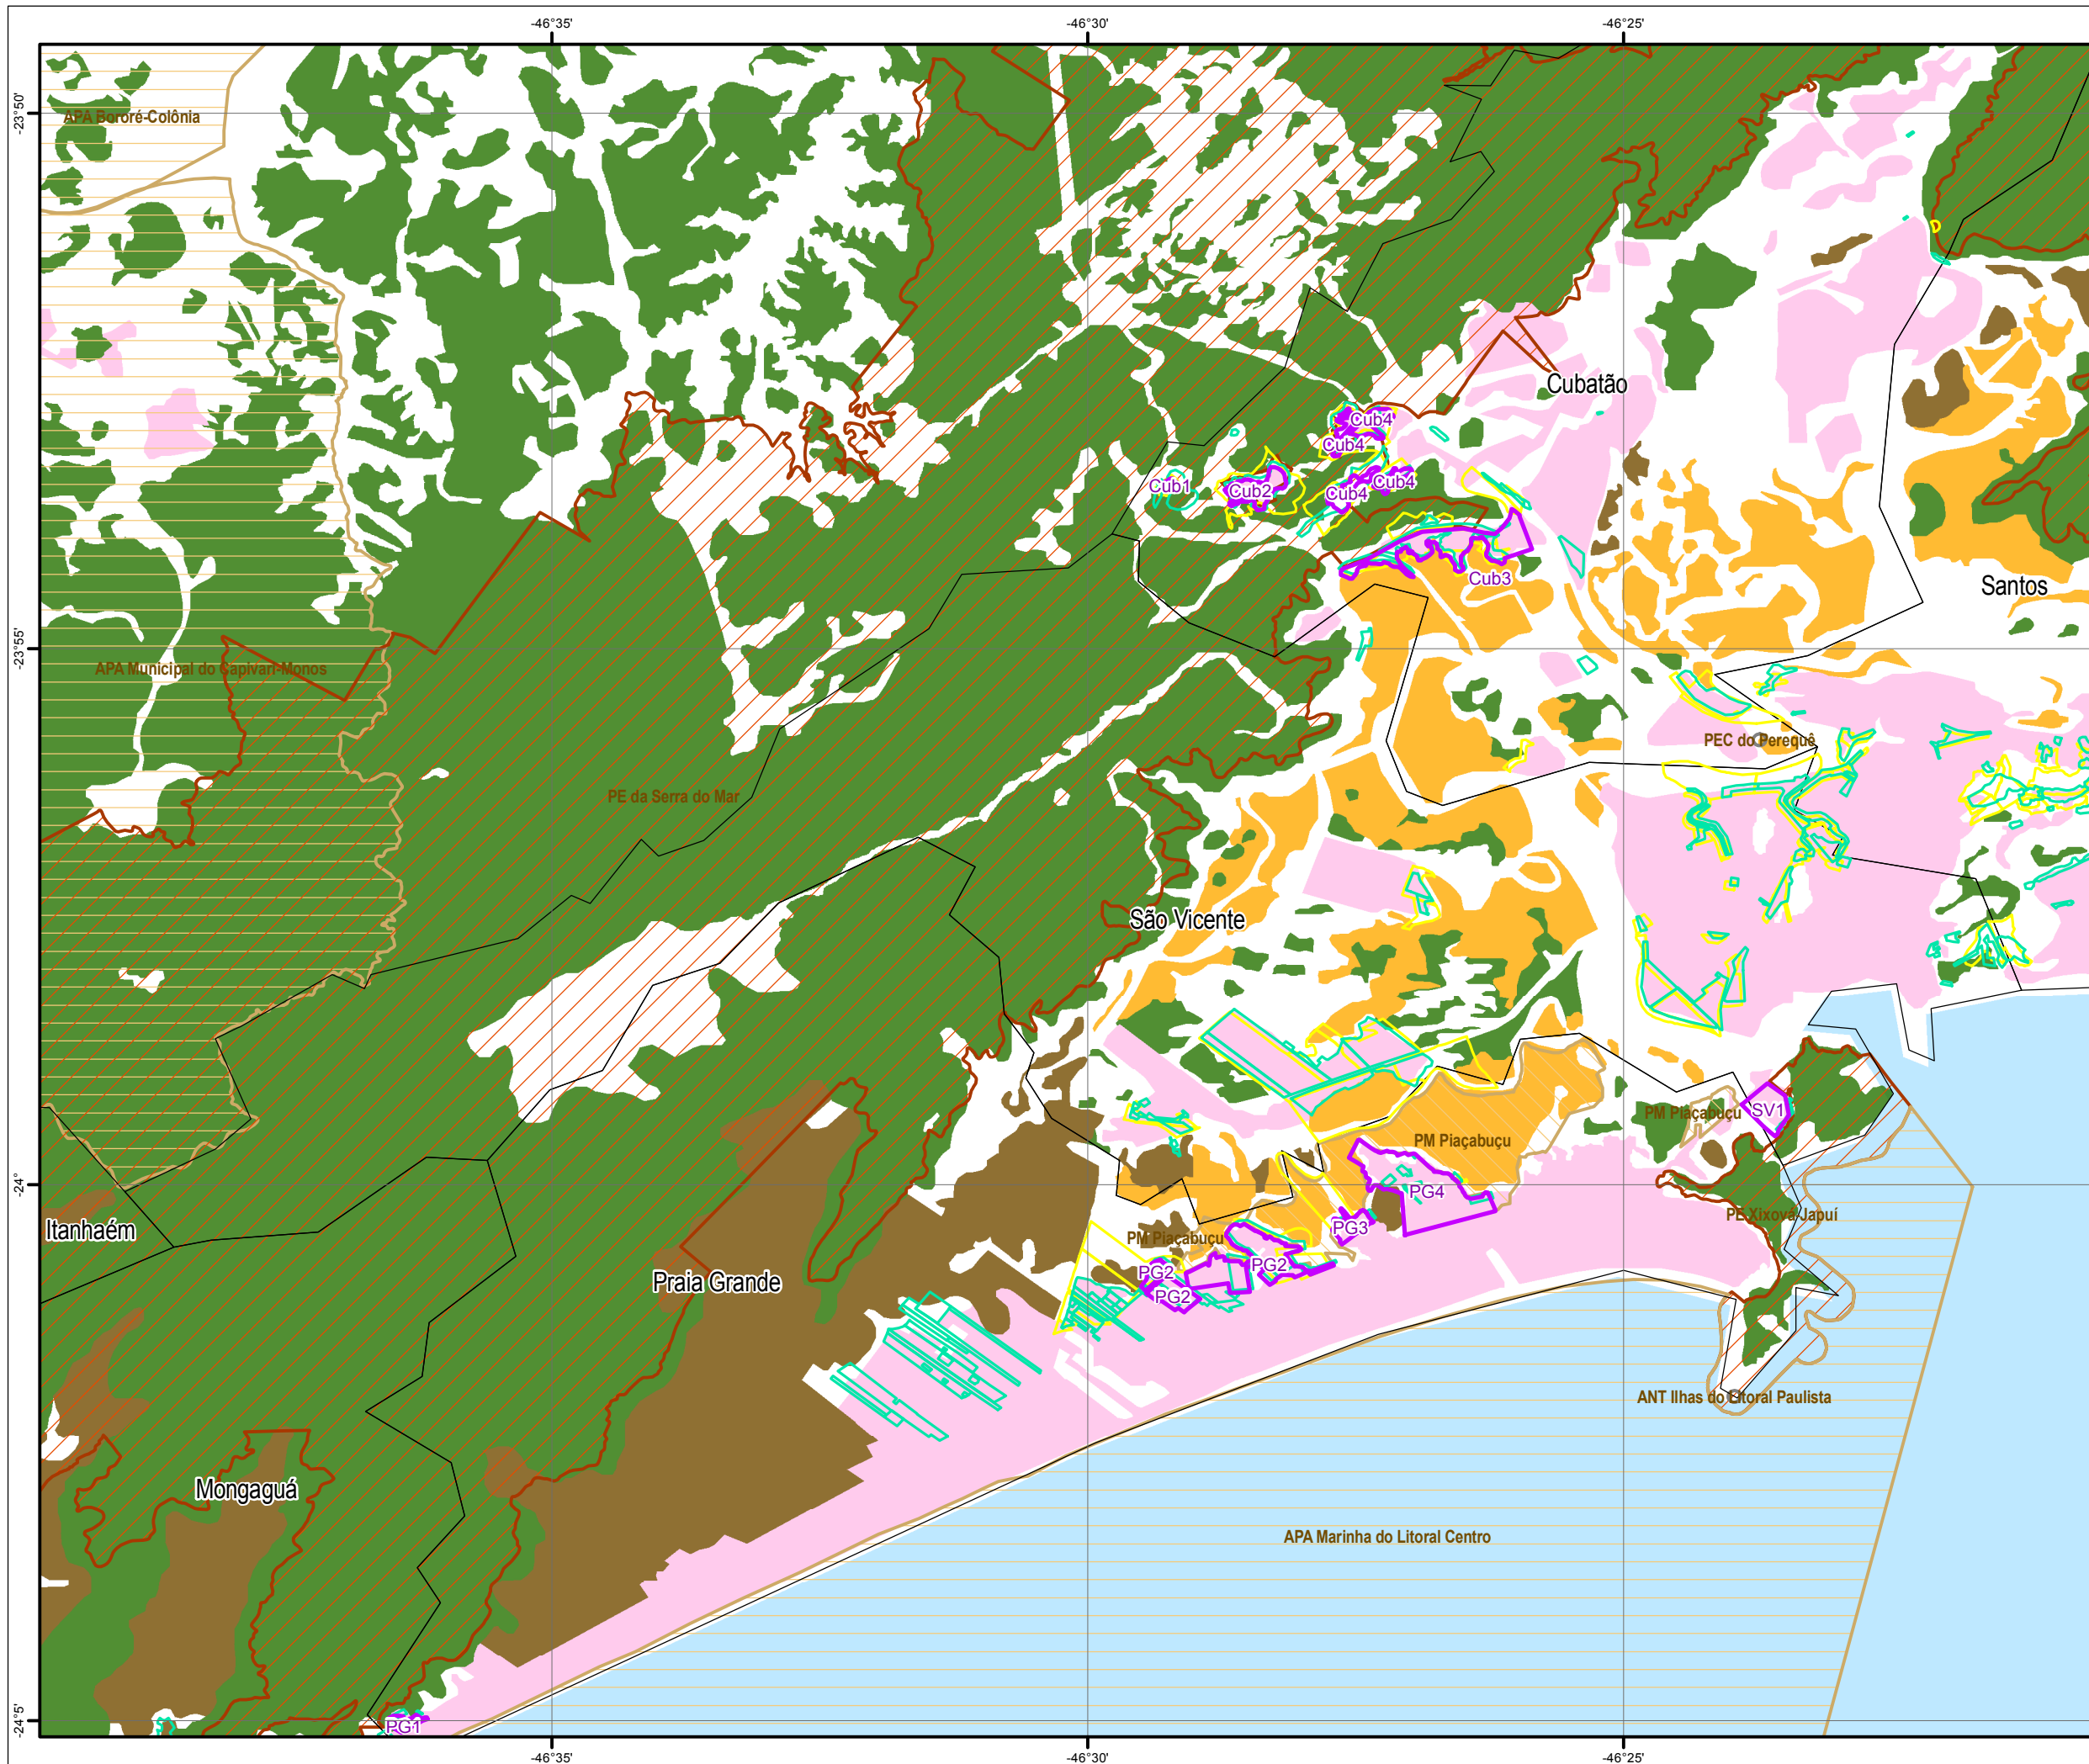 -46°35'
-46°30'
-46°25'
-23°50'
APA Bororé-Colônia
Cubatão
Cub4
Cub4
Cub1
Cub2
Cub4
Cub4
Cub3
Santos
-23°55'
APA Municipal do Capivari-Monos
PEC do Perequê
PE da Serra do Mar
São Vicente
SV1
PM Piaçabuçu
PM Piaçabuçu
-24°
PG4
PE Xixová-Japuí
Itanhaém
PG3
PM Piaçabuçu
PG2
PG2
Praia Grande
PG2
ANT Ilhas do Litoral Paulista
Mongaguá
APA Marinha do Litoral Centro
-24°5'
PG1
-46°35'
-46°30'
-46°25'